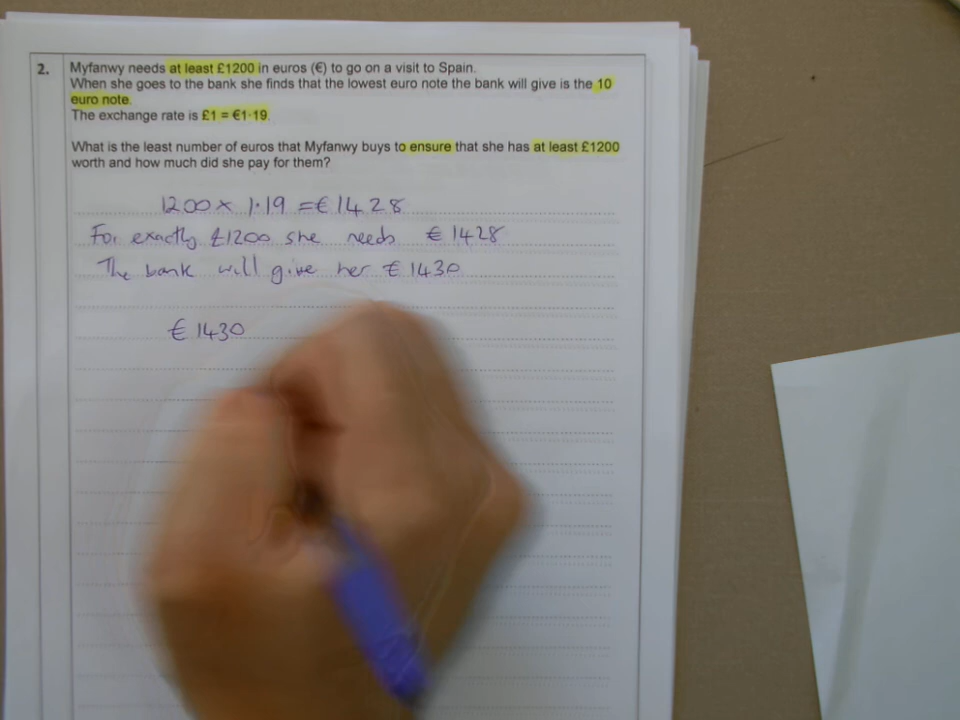 2. Myfanwy needs at least £1200 in euros (€) to go on a visit to Spain.
When she goes to the bank she finds that the lowest euro note the bank will give is the 10
euro note.
The exchange rate is £1 = €1·19.
What is the least number of euros that Myfanwy buys to ensure that she has at least £1200
worth and how much did she pay for them?
1200 × 1.19 = € 1428
For exactly £1200 she needs € 1428
The bank will give her € 1430
€ 1430